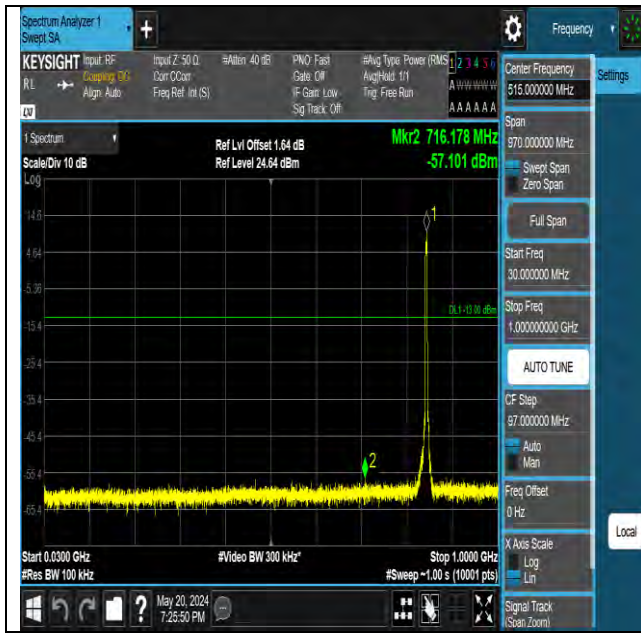 Spectrum Analyzer 1
Swept SA
+
Frequency
KEYSIGHT
RL
Input: RF
Coupling: DC
Align: Auto
Input Z: 50 Ω
Corr CCorr
Freq Ref: Int (S)
#Atten: 40 dB
PNO: Fast
Gate: Off
IF Gain: Low
Sig Track: Off
#Avg Type: Power (RMS
Avg|Hold: 1/1
Trig: Free Run
1 2 3 4 5 6
A W W W W W
A A A A A A
1 Spectrum
Scale/Div 10 dB
Log
Ref Lvl Offset 1.64 dB
Ref Level 24.64 dBm
Mkr2 716.178 MHz
-57.101 dBm
14.6
4.64
-5.36
-15.4
-25.4
-35.4
-45.4
-55.4
-65.4
1
DL1 -13.00 dBm
2
Start 0.0300 GHz
#Res BW 100 kHz
#Video BW 300 kHz*
Stop 1.0000 GHz
#Sweep ~1.00 s (10001 pts)
?
May 20, 2024
7:25:50 PM
Center Frequency
515.000000 MHz
Span
970.000000 MHz
Swept Span
Zero Span
Full Span
Start Freq
30.000000 MHz
Stop Freq
1.000000000 GHz
AUTO TUNE
CF Step
97.000000 MHz
Auto
Man
Freq Offset
0 Hz
X Axis Scale
Log
Lin
Signal Track
(Span Zoom)
Settings
Local